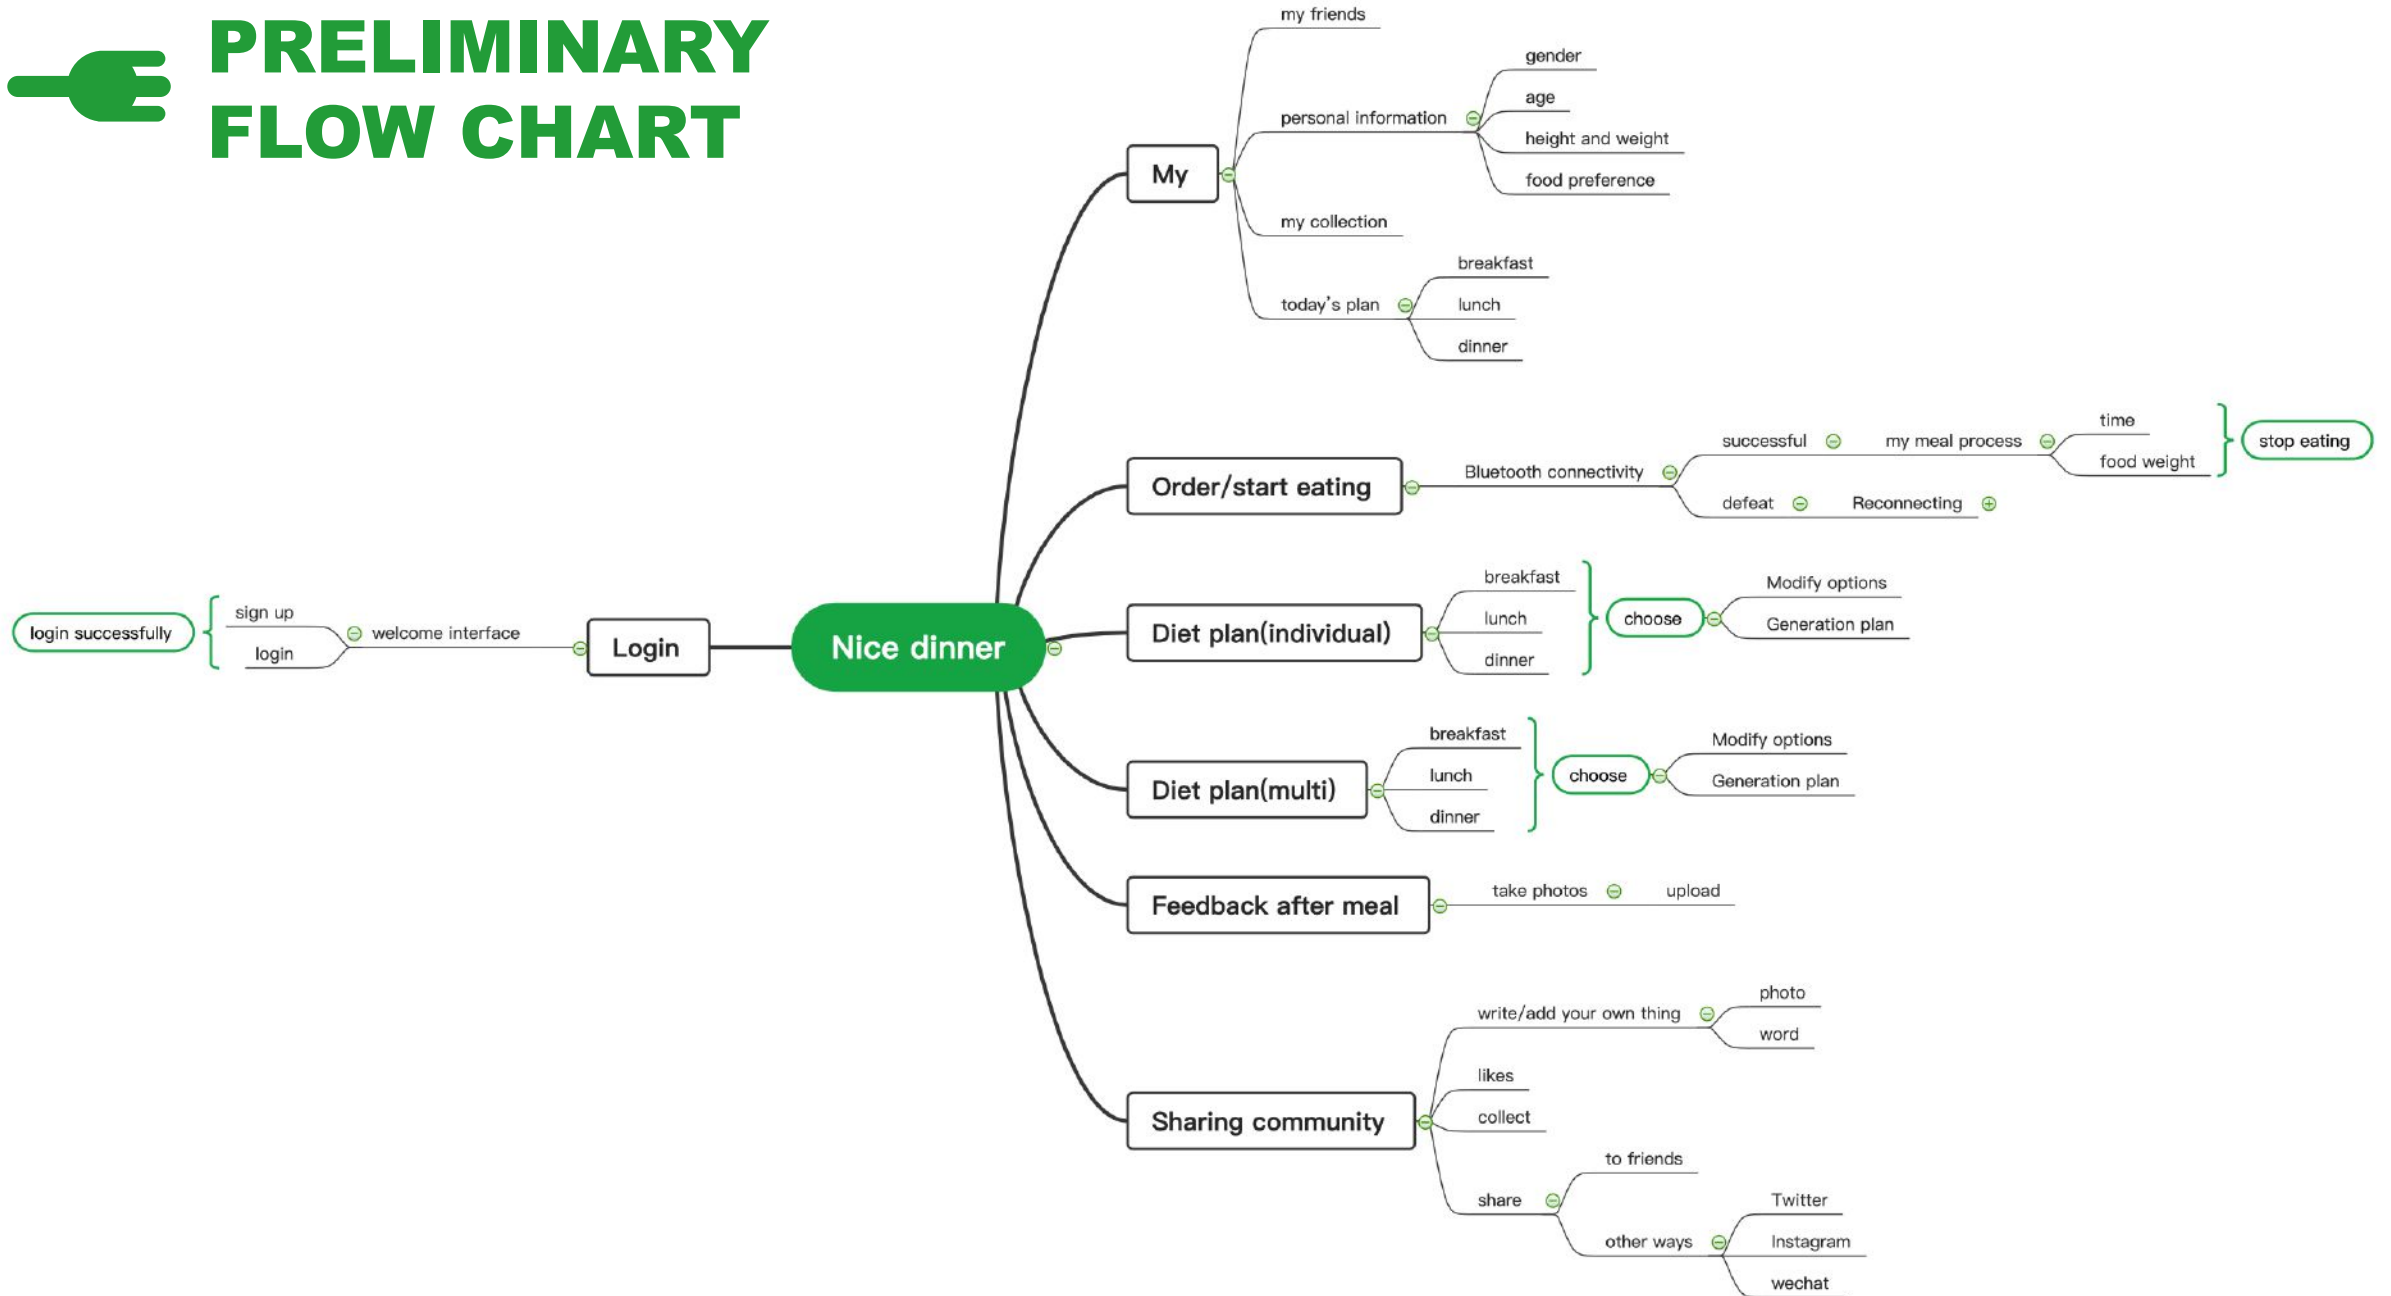 PRELIMINARY
FLOW CHART
my friends
gender
age
personal information
height and weight
My
food preference
my collection
breakfast
today's plan
lunch
dinner
time
successful
my meal process
stop eating
food weight
Bluetooth connectivity
Order/start eating
defeat
Reconnecting
breakfast
Modify options
lunch
choose
Generation plan
Diet plan(individual)
dinner
sign up
login successfully
welcome interface
login
Login
Nice dinner
breakfast
Modify options
lunch
choose
Generation plan
Diet plan(multi)
dinner
take photos
upload
Feedback after meal
photo
write/add your own thing
word
likes
collect
Sharing community
to friends
share
Twitter
other ways
Instagram
wechat